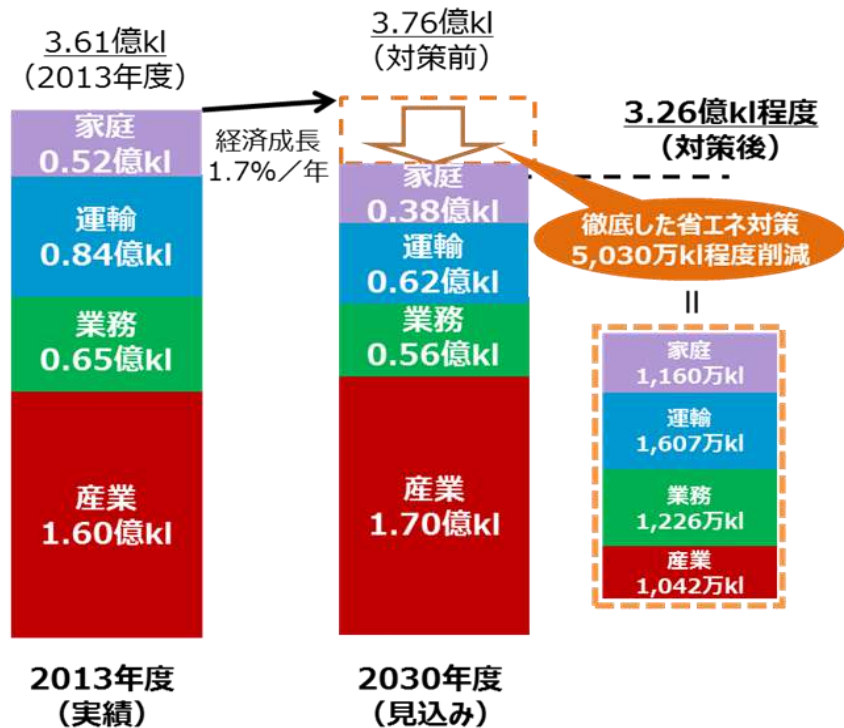 3.61億kl
（2013年度）
家庭
0.52億kl
運輸
0.84億kl
業務
0.65億kl
産業
1.60億kl
2013年度
（実績）
経済成長
1.7%／年
3.76億kl
（対策前）
家庭
0.38億kl
運輸
0.62億kl
業務
0.56億kl
産業
1.70億kl
2030年度
（見込み）
3.26億kl程度
（対策後）
徹底した省エネ対策
5,030万kl程度削減
=
家庭
1,160万kl
運輸
1,607万kl
業務
1,226万kl
産業
1,042万kl